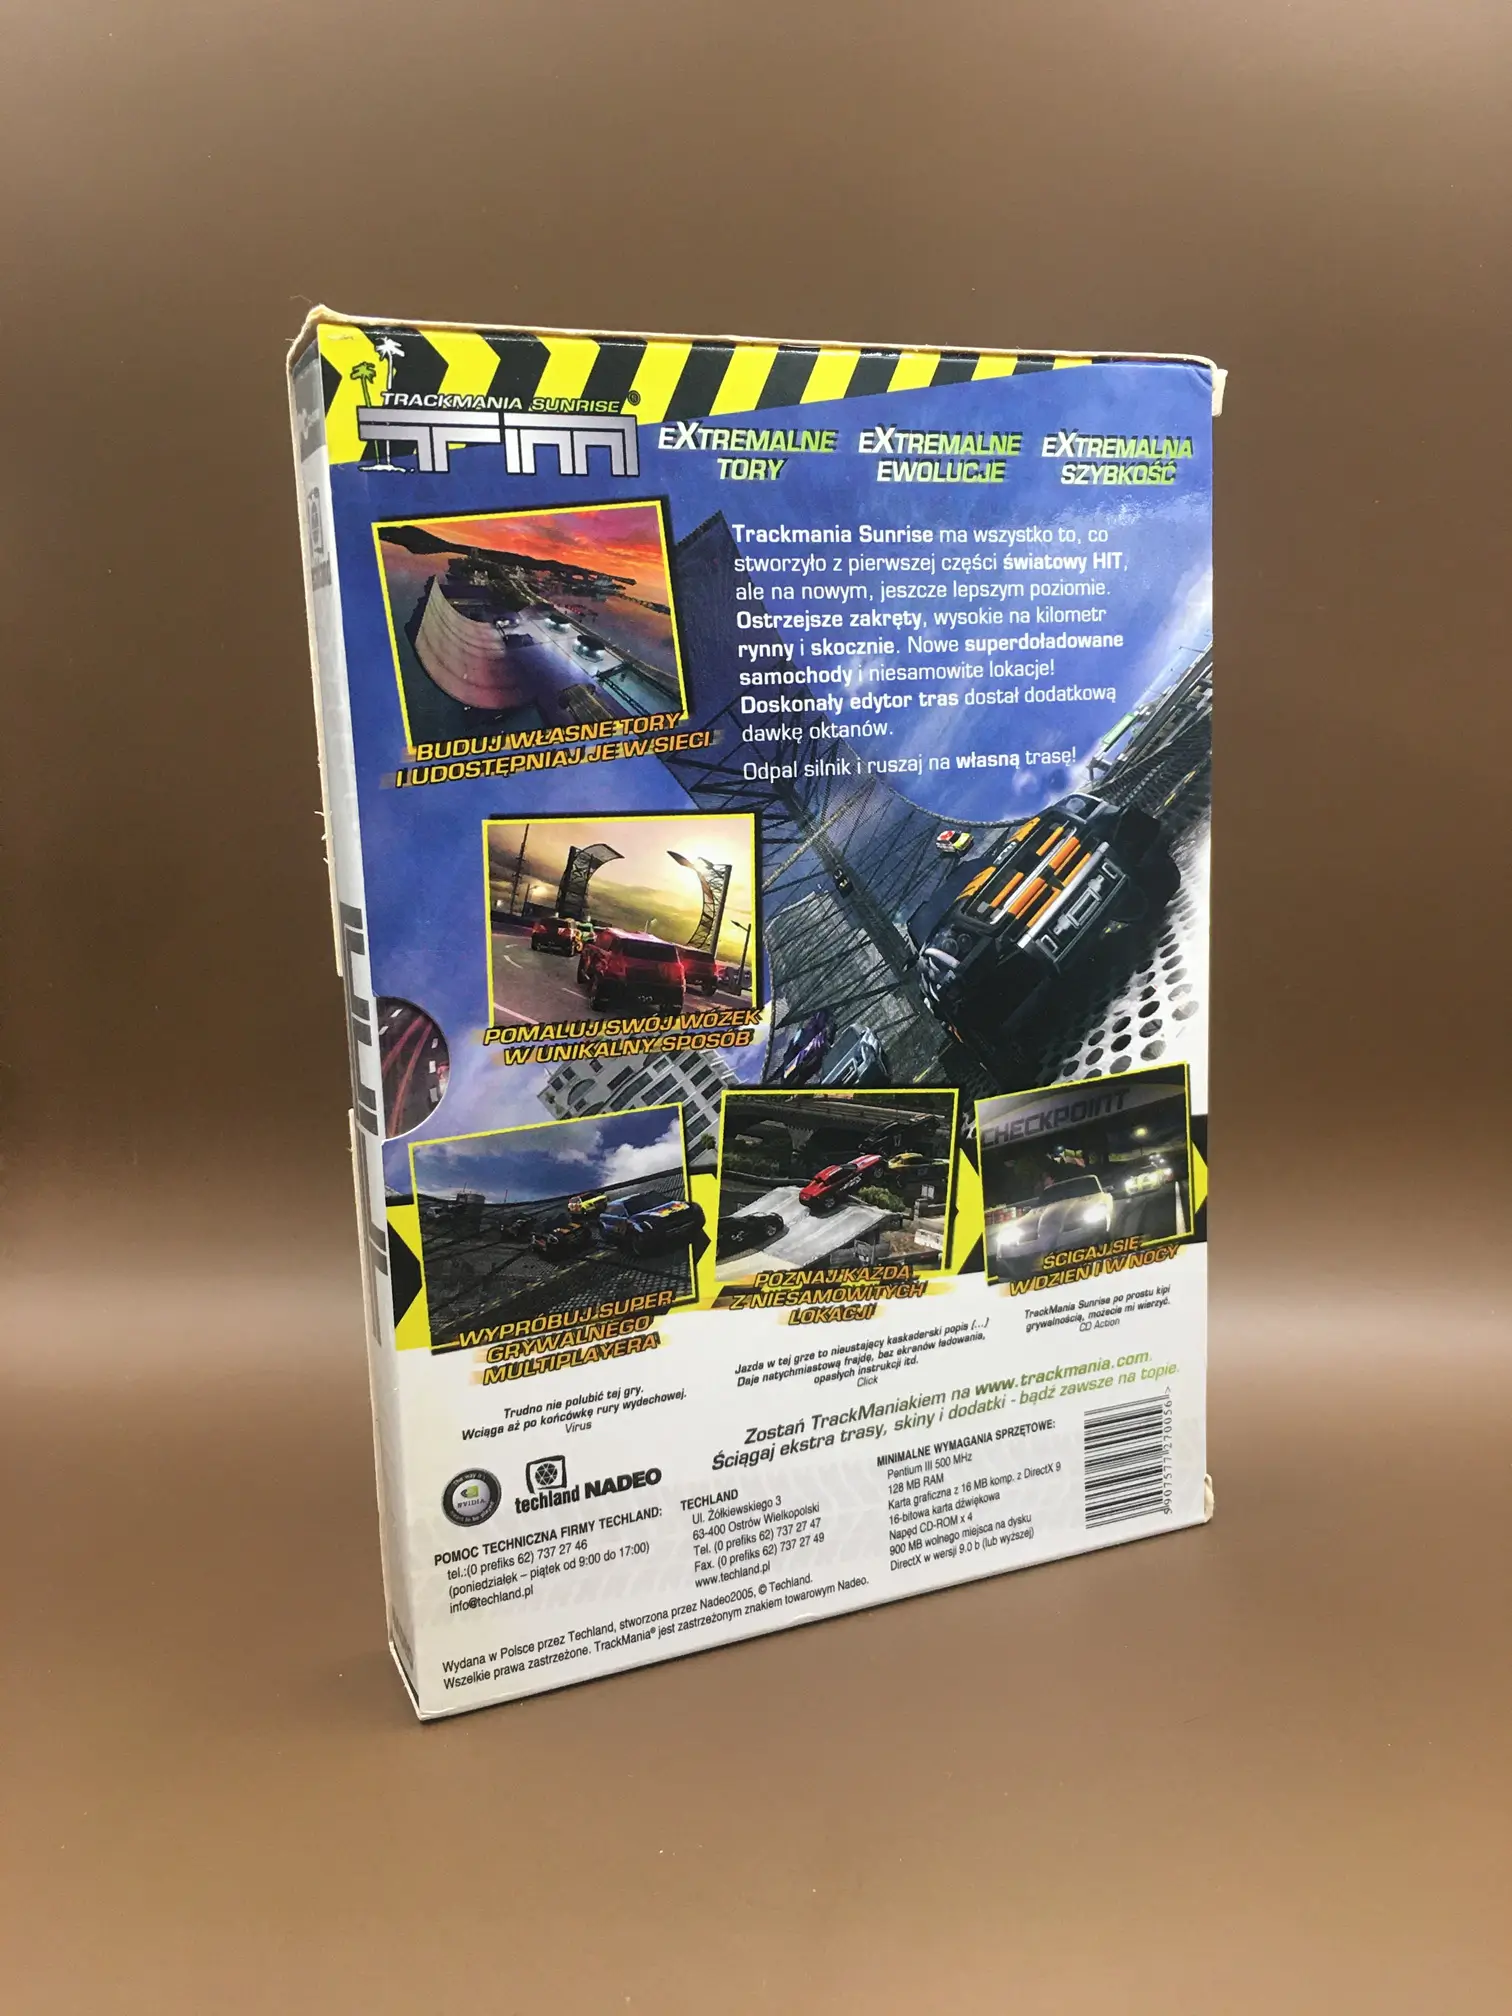 TRACKMANIA SUNRISE®
TM
EXTREMALNE
TORY
EXTREMALNE
EWOLUCJE
EXTREMALNA
SZYBKOŚĆ
Trackmania Sunrise ma wszystko to, co
stworzyło z pierwszej części światowy HIT,
ale na nowym, jeszcze lepszym poziomie.
Ostrzejsze zakręty, wysokie na kilometr
rynny i skocznie. Nowe superdoładowane
samochody i niesamowite lokacje!
Doskonały edytor tras dostał dodatkową
dawkę oktanów.
Odpal silnik i ruszaj na własną trasę!
BUDUJ WŁASNE TORY
I UDOSTĘPNIAJ JE W SIECI
POMALUJ SWÓJ WÓZEK
W UNIKALNY SPOSÓB
WYPRÓBUJ SUPER
GRYWALNEGO
MULTIPLAYERA
POZNAJ KAŻDĄ
Z NIESAMOWITYCH
LOKACJI
CHECKPOINT
ŚCIGAJ SIĘ
W DZIEŃ I W NOCY
Trudno nie polubić tej gry.
Wciąga aż po końcówkę rury wydechowej.
Virus
Jazda w tej grze to nieustający kaskaderski popis (...)
Daje natychmiastową frajdę, bez ekranów ładowania,
opasłych instrukcji itd.
Click
TrackMania Sunrise po prostu kipi
grywalnością, możecie mi wierzyć.
CD Action
Zostań TrackManiakiem na www.trackmania.com.
Ściągaj ekstra trasy, skiny i dodatki - bądź zawsze na topie.
NVIDIA
techland NADEO
POMOC TECHNICZNA FIRMY TECHLAND:
tel.:(0 prefiks 62) 737 27 46
(poniedziałek – piątek od 9:00 do 17:00)
info@techland.pl
TECHLAND
Ul. Żółkiewskiego 3
63-400 Ostrów Wielkopolski
Tel. (0 prefiks 62) 737 27 47
Fax. (0 prefiks 62) 737 27 49
www.techland.pl
MINIMALNE WYMAGANIA SPRZĘTOWE:
Pentium III 500 MHz
128 MB RAM
Karta graficzna z 16 MB komp. z DirectX 9
16-bitowa karta dźwiękowa
Napęd CD-ROM x 4
900 MB wolnego miejsca na dysku
DirectX w wersji 9.0 b (lub wyższej)
9 907577 270056 >
Wydana w Polsce przez Techland, stworzona przez Nadeo2005, © Techland.
Wszelkie prawa zastrzeżone. TrackMania® jest zastrzeżonym znakiem towarowym Nadeo.